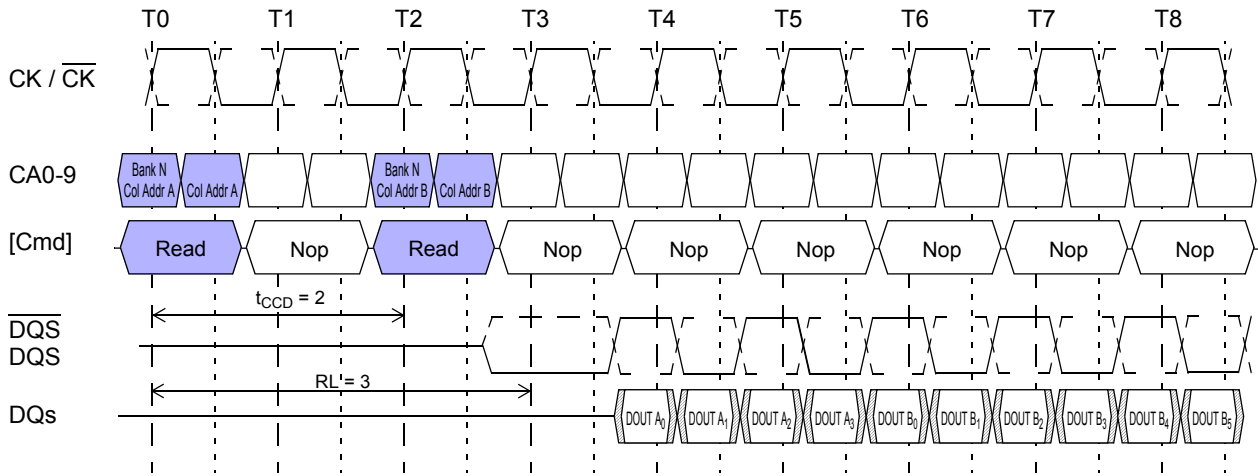 T0 T1 T2 T3 T4 T5 T6 T7 T8
CK / CK
CA0-9
Bank N
Col Addr A
Col Addr A
Bank N
Col Addr B
Col Addr B
[Cmd]
Read Nop Read Nop Nop Nop Nop Nop Nop
tCCD = 2
DQS
DQS
RL = 3
DQs
DOUT A0 DOUT A1 DOUT A2 DOUT A3 DOUT B0 DOUT B1 DOUT B2 DOUT B3 DOUT B4 DOUT B5